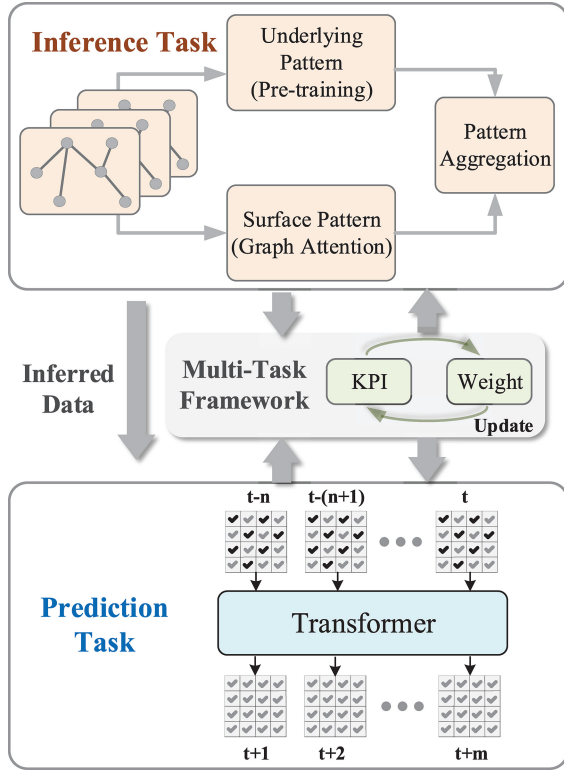 Inference Task
Underlying
Pattern
(Pre-training)
Pattern
Aggregation
Surface Pattern
(Graph Attention)
Inferred
Data
Multi-Task
Framework
KPI
Weight
Update
Prediction
Task
t-n
t-(n+1)
t
Transformer
t+1
t+2
t+m